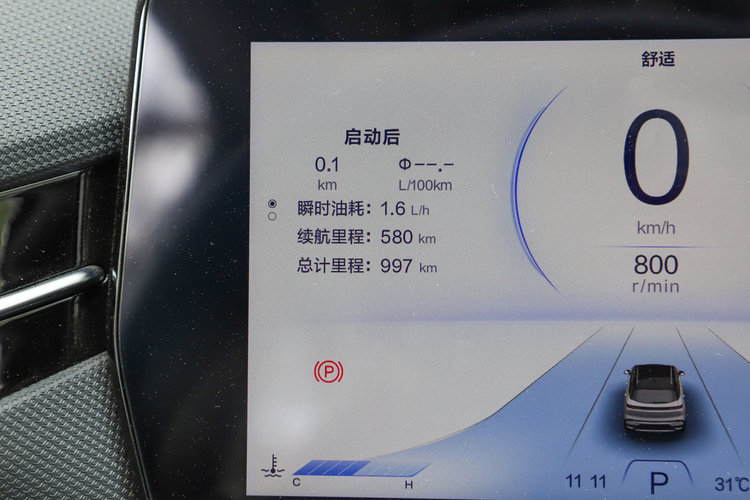 舒适
启动后
0.1 Φ--.-
km L/100km
瞬时油耗：1.6 L/h
续航里程：580 km
总计里程：997 km
0
km/h
800
r/min
P
C H
11 11 P 31℃